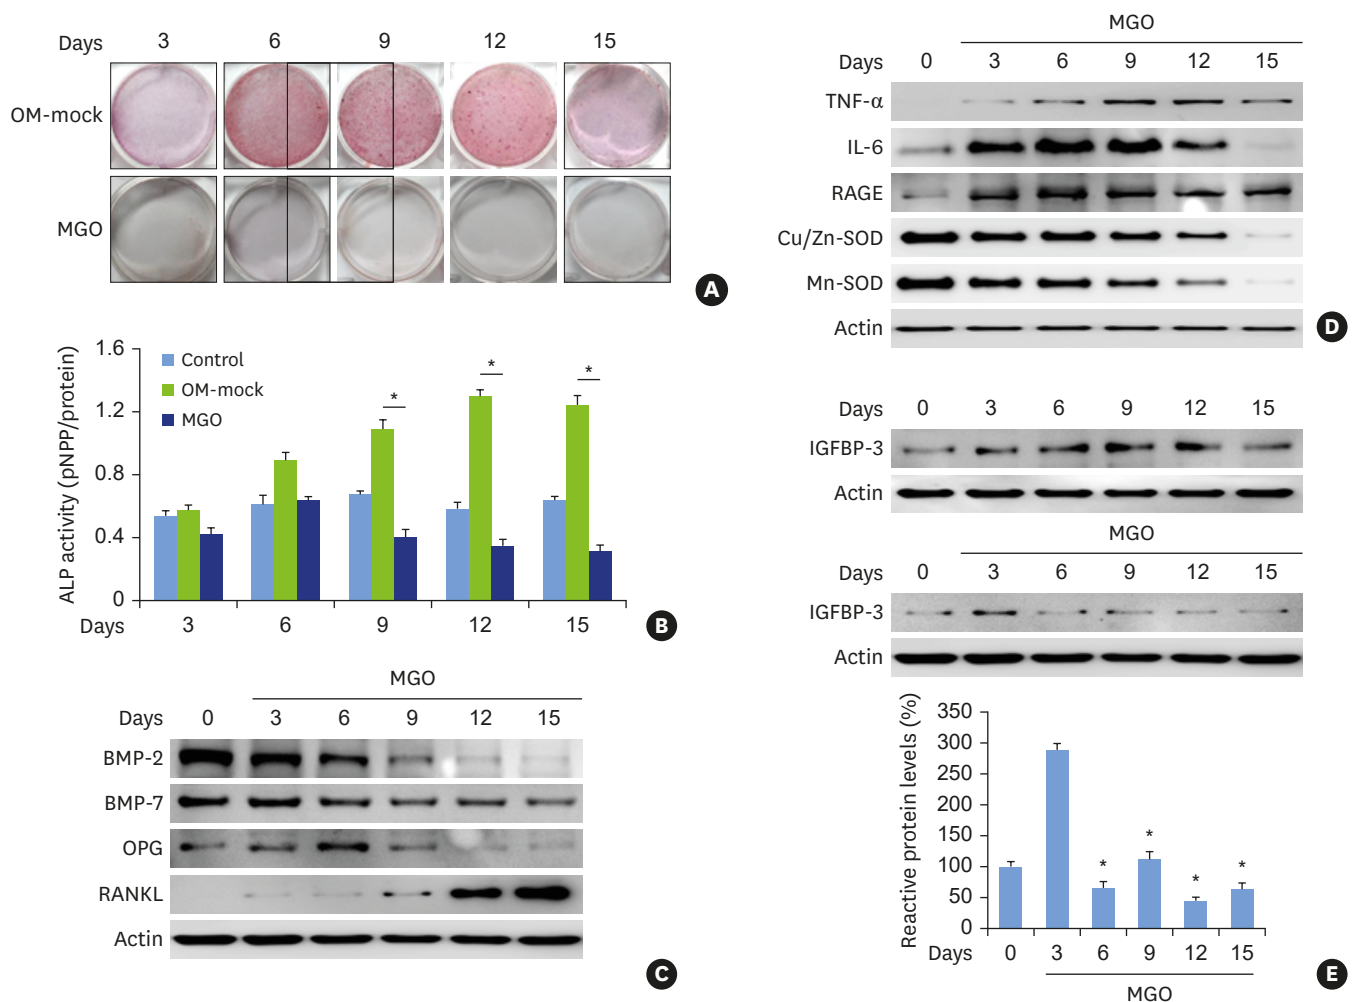 Days 3 6 9 12 15
OM-mock
MGO
A
1.6
1.2
0.8
0.4
0
ALP activity (pNPP/protein)
Control
OM-mock
MGO
*
*
*
Days 3 6 9 12 15
B
MGO
Days 0 3 6 9 12 15
BMP-2
BMP-7
OPG
RANKL
Actin
C
MGO
Days 0 3 6 9 12 15
TNF-α
IL-6
RAGE
Cu/Zn-SOD
Mn-SOD
Actin
D
Days 0 3 6 9 12 15
IGFBP-3
Actin
MGO
Days 0 3 6 9 12 15
IGFBP-3
Actin
350
300
250
200
150
100
50
0
Reactive protein levels (%)
*
*
*
*
Days 0 3 6 9 12 15
MGO
E